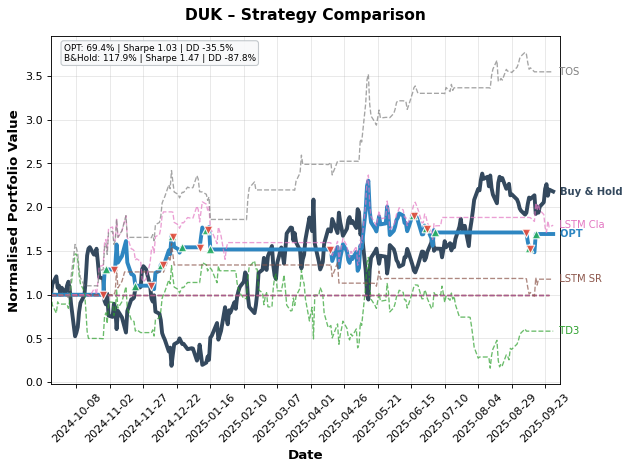 DUK – Strategy Comparison
OPT: 69.4% | Sharpe 1.03 | DD -35.5%
B&Hold: 117.9% | Sharpe 1.47 | DD -87.8%
Normalised Portfolio Value
3.5
3.0
2.5
2.0
1.5
1.0
0.5
0.0
TOS
Buy & Hold
LSTM Cla
OPT
LSTM SR
TD3
2024-10-08
2024-11-02
2024-11-27
2024-12-22
2025-01-16
2025-02-10
2025-03-07
2025-04-01
2025-04-26
2025-05-21
2025-06-15
2025-07-10
2025-08-04
2025-08-29
2025-09-23
Date